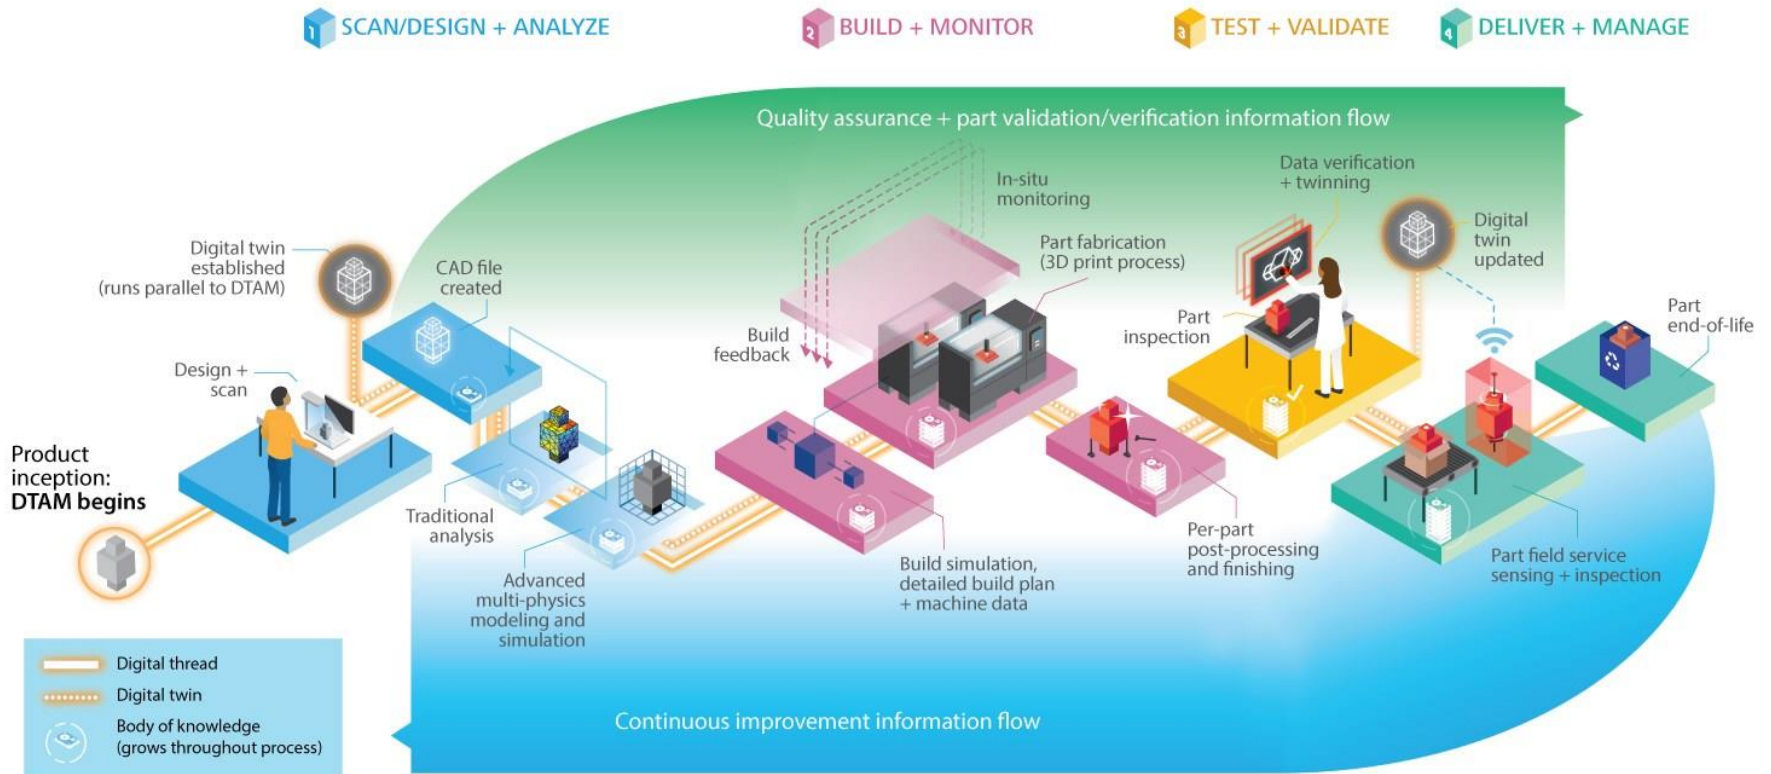 1 SCAN/DESIGN + ANALYZE
2 BUILD + MONITOR
3 TEST + VALIDATE
4 DELIVER + MANAGE
Quality assurance + part validation/verification information flow
Product
inception:
DTAM begins
Design +
scan
Digital twin
established
(runs parallel to DTAM)
CAD file
created
Traditional
analysis
Advanced
multi-physics
modeling and
simulation
Build simulation,
detailed build plan
+ machine data
Build
feedback
In-situ
monitoring
Part fabrication
(3D print process)
Per-part
post-processing
and finishing
Part
inspection
Data verification
+ twinning
Digital
twin
updated
Part field service
sensing + inspection
Part
end-of-life
Continuous improvement information flow
Digital thread
Digital twin
Body of knowledge
(grows throughout process)